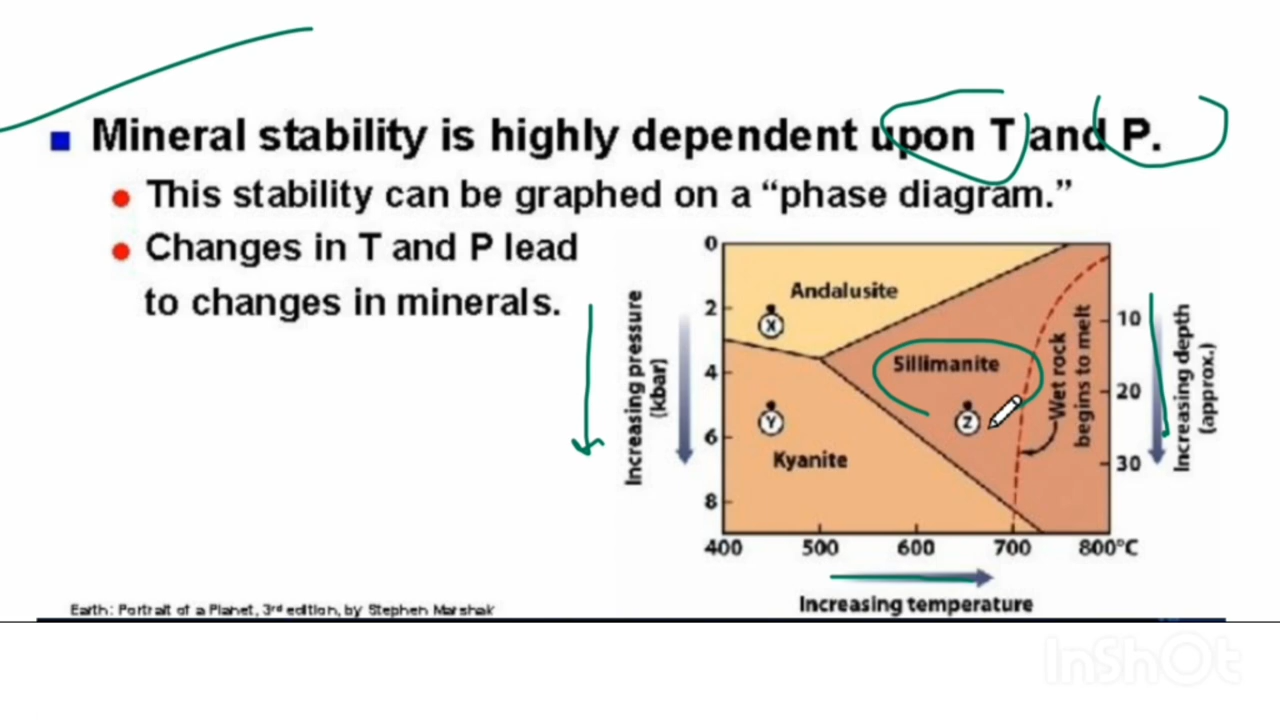 Mineral stability is highly dependent upon T and P.
This stability can be graphed on a “phase diagram.”
Changes in T and P lead
to changes in minerals.
0
2
4
6
8
Increasing pressure
(kbar)
Andalusite
X
Sillimanite
Y
Z
Kyanite
Wet rock
begins to melt
10
20
30
Increasing depth
(approx.)
400 500 600 700 800°C
Increasing temperature
Earth: Portrait of a Planet, 3rd edition, by Stephen Marshak
InShOt